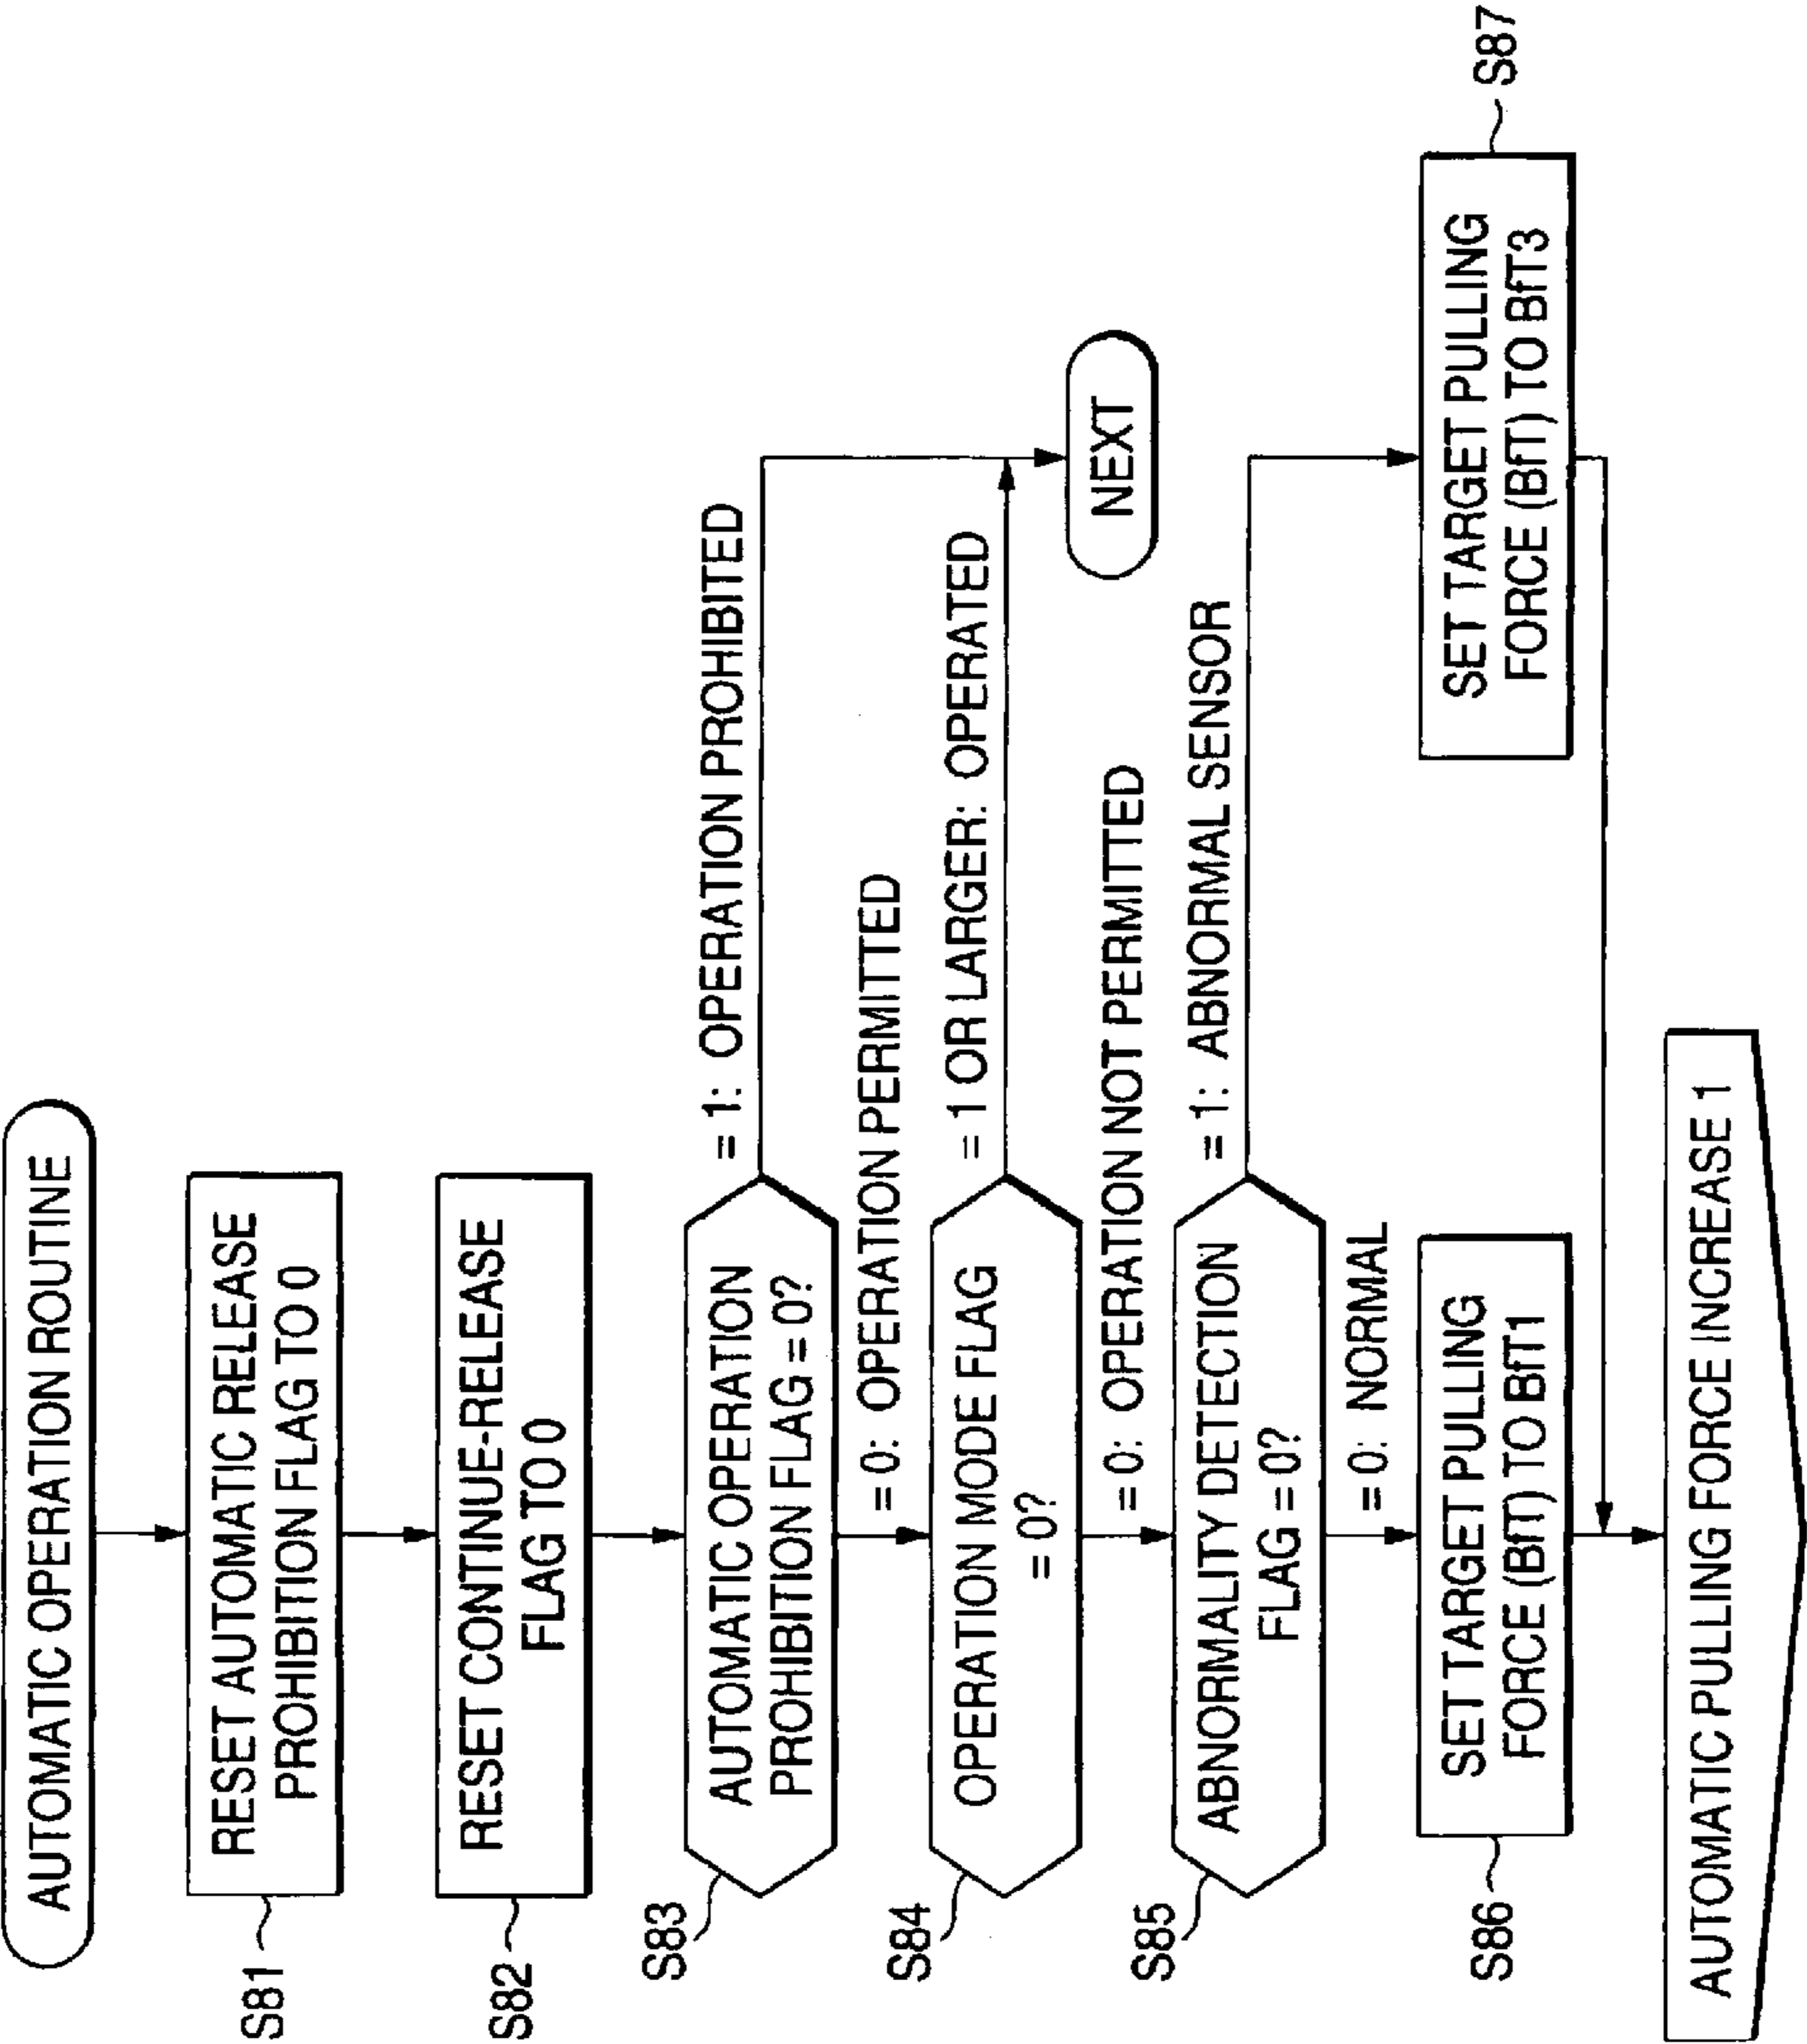 AUTOMATIC OPERATION ROUTINE
S81
RESET AUTOMATIC RELEASE
PROHIBITION FLAG TO 0
S82
RESET CONTINUE-RELEASE
FLAG TO 0
S83
AUTOMATIC OPERATION
PROHIBITION FLAG = 0?
= 1: OPERATION PROHIBITED
= 0: OPERATION PERMITTED
S84
OPERATION MODE FLAG
= 0?
= 1 OR LARGER: OPERATED
NEXT
= 0: OPERATION NOT PERMITTED
S85
ABNORMALITY DETECTION
FLAG = 0?
= 1: ABNORMAL SENSOR
= 0: NORMAL
S86
SET TARGET PULLING
FORCE (BfT) TO BfT1
SET TARGET PULLING
FORCE (BfT) TO BfT3
S87
AUTOMATIC PULLING FORCE INCREASE 1